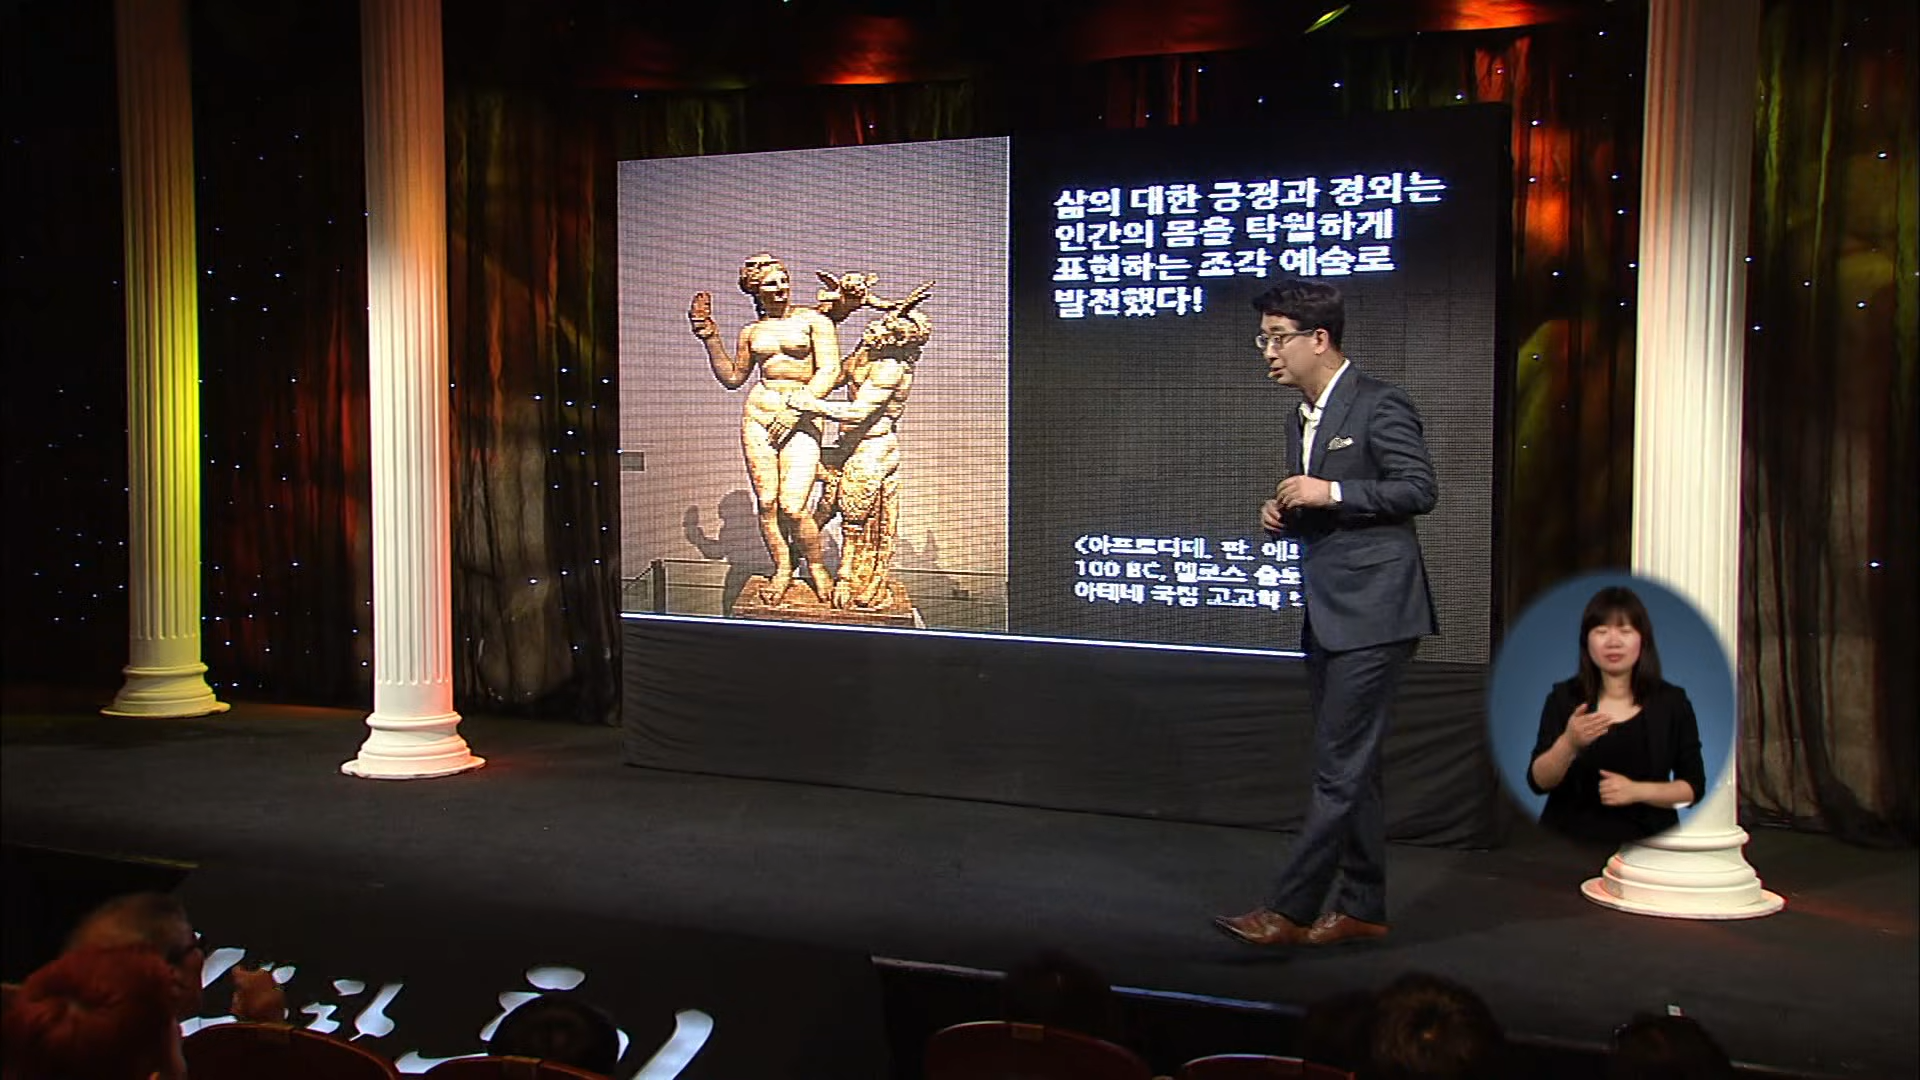 삶의 대한 긍정과 경외는
인간의 몸을 탁월하게
표현하는 조각 예술로
발전했다!
<아프로디테, 판,
100 BC, 델로스
아테네 국립 고고학